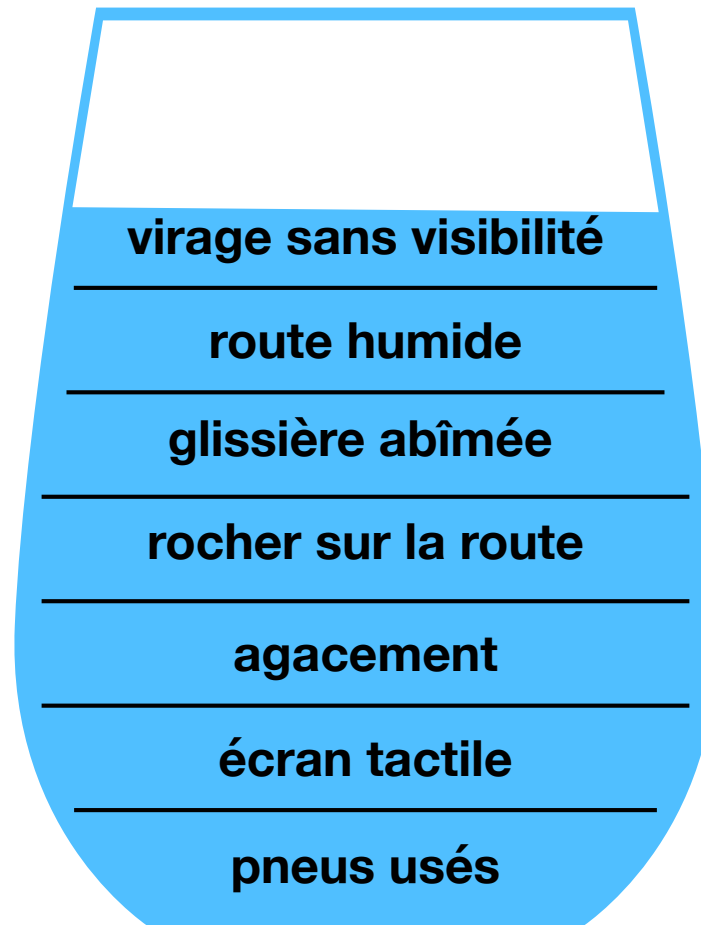 virage sans visibilité
route humide
glissière abîmée
rocher sur la route
agacement
écran tactile
pneus usés